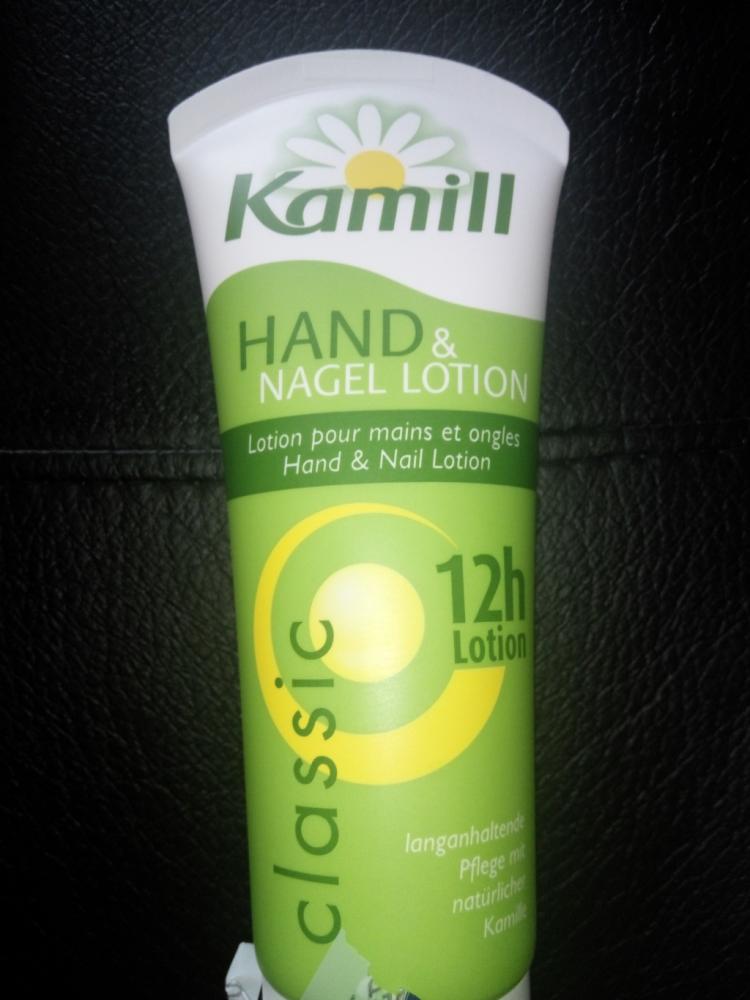 Kamill
HAND &
NAGEL LOTION
Lotion pour mains et ongles
Hand & Nail Lotion
12h
Lotion
classic
langanhaltende
Pflege mit
natürlicher
Kamille